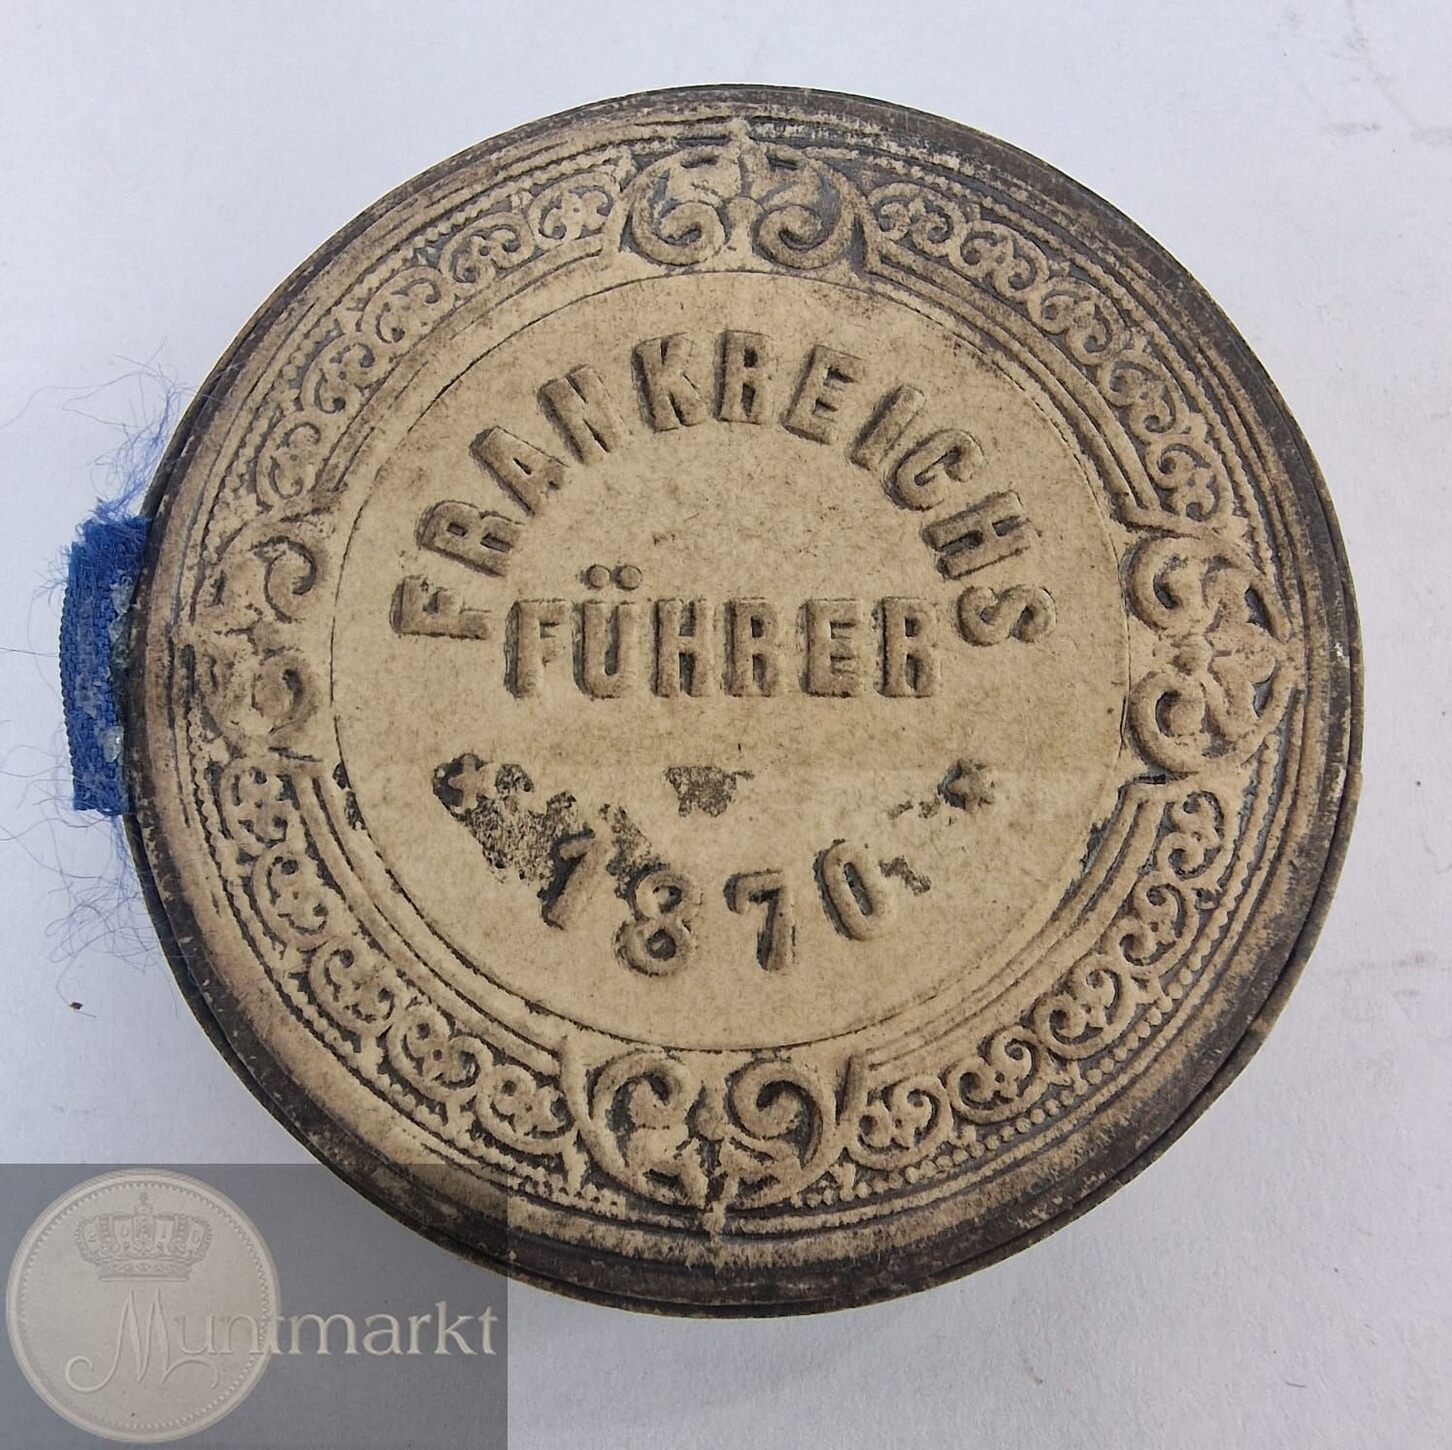 FRANKREICHS
FÜHRER
* 1870. *
Muntmarkt